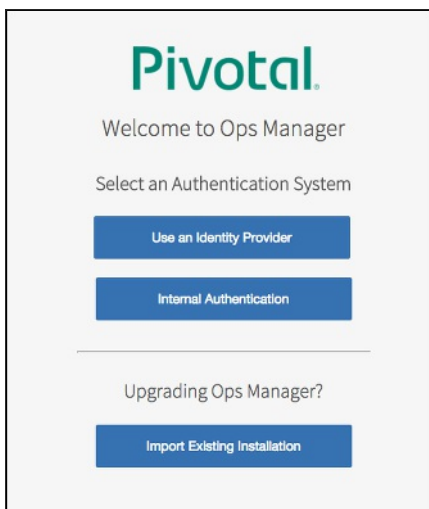 Pivotal.
Welcome to Ops Manager
Select an Authentication System
Use an Identity Provider
Internal Authentication
Upgrading Ops Manager?
Import Existing Installation